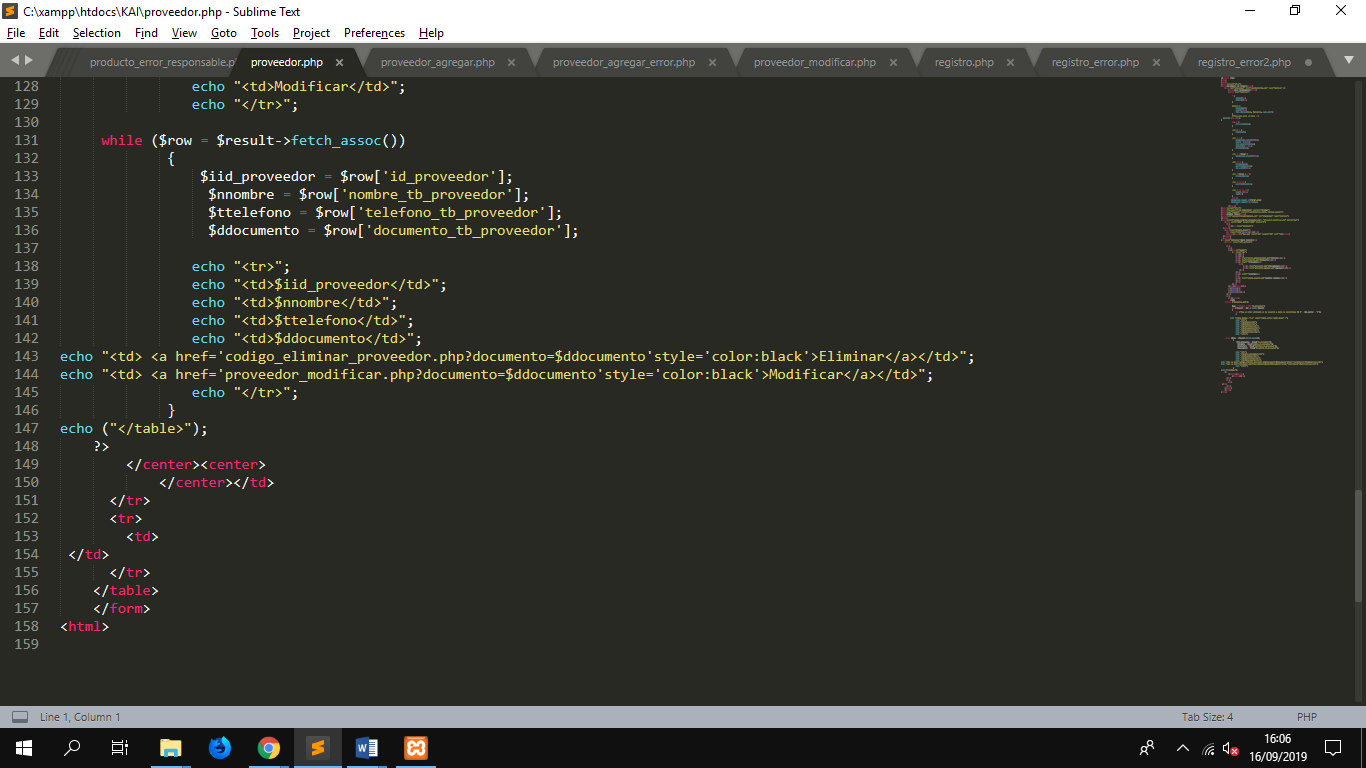 C:\xampp\htdocs\KAI\proveedor.php - Sublime Text
File Edit Selection Find View Goto Tools Project Preferences Help
producto_error_responsable.p proveedor.php × proveedor_agregar.php × proveedor_agregar_error.php × proveedor_modificar.php × registro.php × registro_error.php × registro_error2.php
128 echo "<td>Modificar</td>";
129 echo "</tr>";
130
131 while ($row = $result->fetch_assoc())
132 {
133 $iid_proveedor = $row['id_proveedor'];
134 $nnombre = $row['nombre_tb_proveedor'];
135 $ttelefono = $row['telefono_tb_proveedor'];
136 $ddocumento = $row['documento_tb_proveedor'];
137
138 echo "<tr>";
139 echo "<td>$iid_proveedor</td>";
140 echo "<td>$nnombre</td>";
141 echo "<td>$ttelefono</td>";
142 echo "<td>$ddocumento</td>";
143 echo "<td> <a href='codigo_eliminar_proveedor.php?documento=$ddocumento'style='color:black'>Eliminar</a></td>";
144 echo "<td> <a href='proveedor_modificar.php?documento=$ddocumento'style='color:black'>Modificar</a></td>";
145 echo "</tr>";
146 }
147 echo ("</table>");
148 ?>
149 </center><center>
150 </center></td>
151 </tr>
152 <tr>
153 <td>
154 </td>
155 </tr>
156 </table>
157 </form>
158 <html>
159
Line 1, Column 1 Tab Size: 4 PHP
16:06
16/09/2019